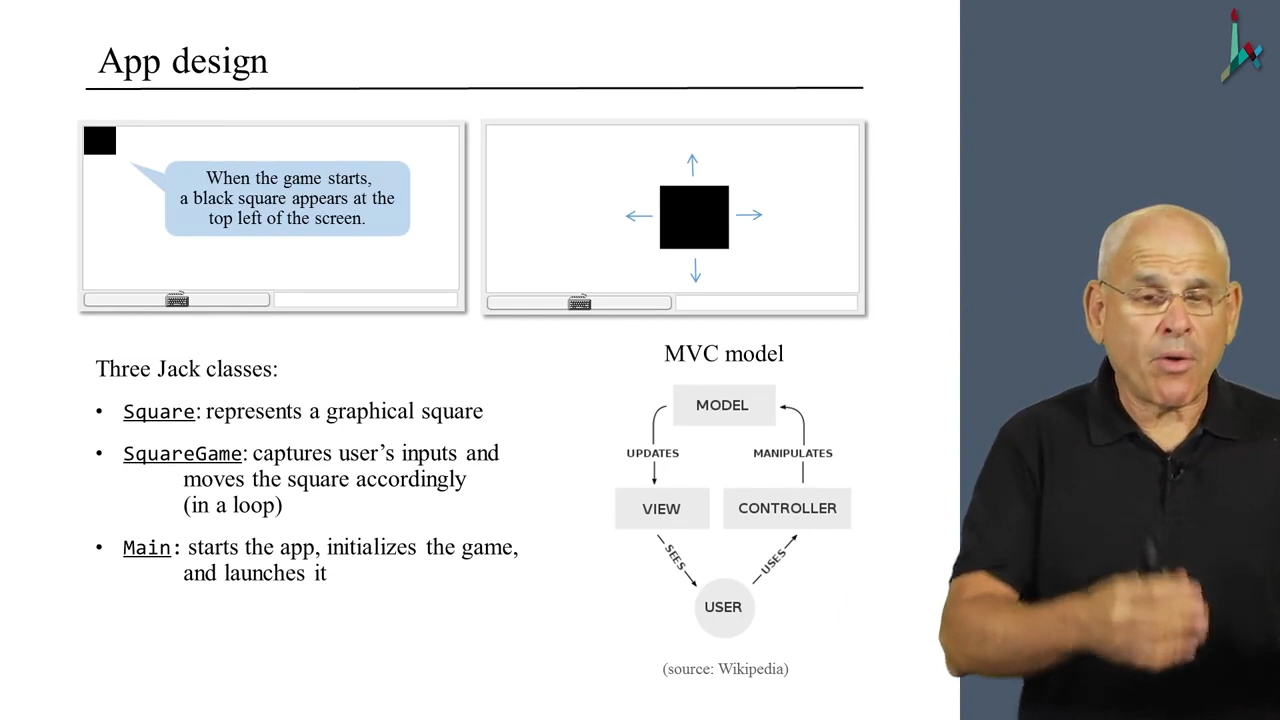 App design
When the game starts,
a black square appears at the
top left of the screen.
Three Jack classes:
• Square: represents a graphical square
• SquareGame: captures user’s inputs and
moves the square accordingly
(in a loop)
• Main: starts the app, initializes the game,
and launches it
MVC model
MODEL
UPDATES
MANIPULATES
VIEW
CONTROLLER
SEES
USES
USER
(source: Wikipedia)